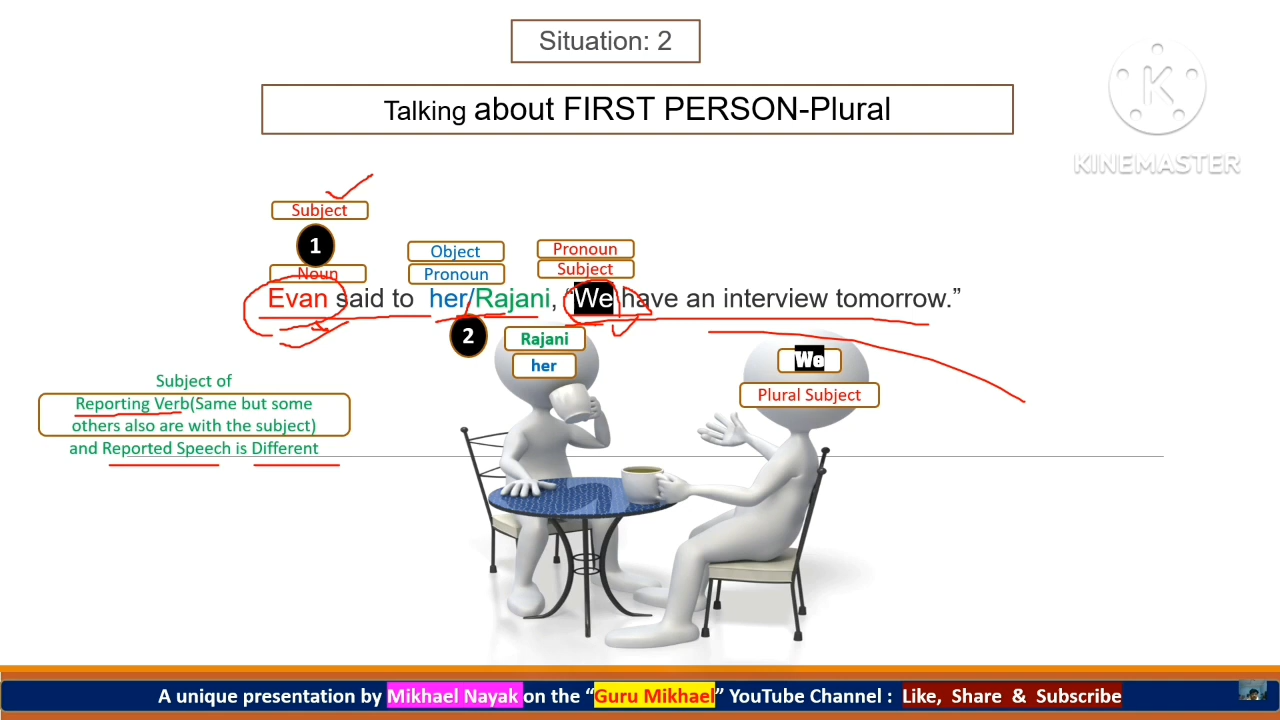 Situation: 2
Talking about FIRST PERSON-Plural
KINEMASTER
Subject
1
Noun
Object
Pronoun
Pronoun
Subject
Evan said to her/Rajani, “We have an interview tomorrow.”
2
Rajani
her
We
Plural Subject
Subject of
Reporting Verb(Same but some
others also are with the subject)
and Reported Speech is Different
A unique presentation by Mikhael Nayak on the “Guru Mikhael” YouTube Channel : Like, Share & Subscribe